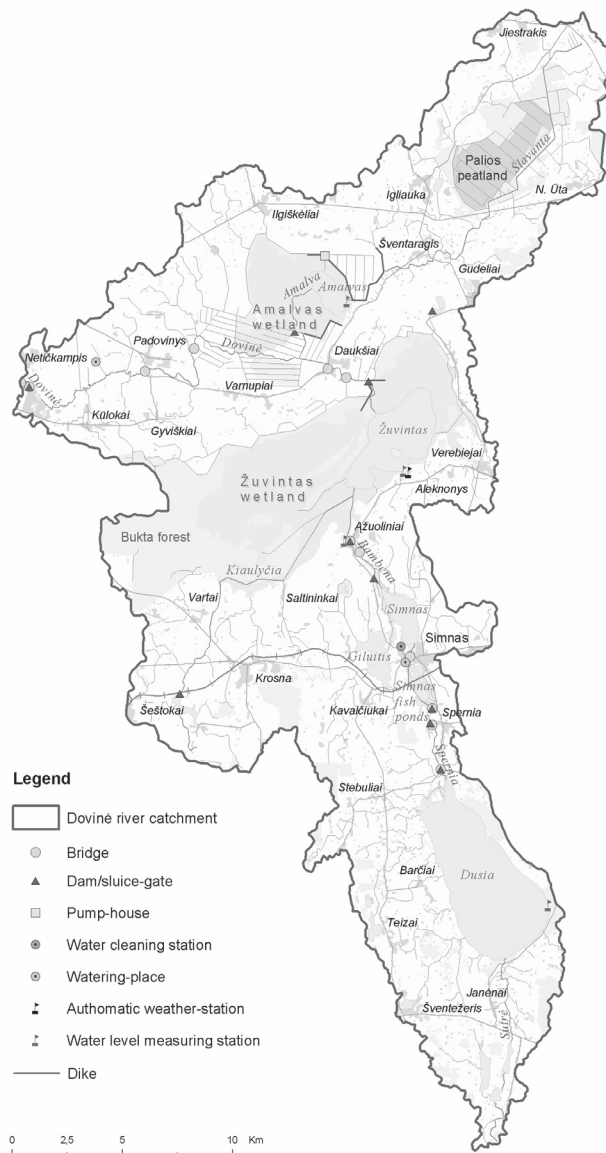 Jiestrakis
Palios
peatland
Šlavanta
N. Ūta
Igliauka
Ilgiškėliai
Šventaragis
Gudeliai
Amalva
Amalvas
Amalvas
wetland
Padovinys
Dovinė
Daukšiai
Netičkampis
Dovinė
Varnupiai
Kūlokai
Gyviškiai
Žuvintas
Verebiejai
Žuvintas
wetland
Aleknonys
Bukta forest
Ąžuoliniai
Bambena
Kiaulyčia
Vartai
Saltininkai
Simnas
Simnas
Giluitis
Krosna
Šeštokai
Kavalčiukai
Simnas
fish
ponds
Spernia
Spernia
Stebuliai
Legend
Dovinė river catchment
Bridge
Dam/sluice-gate
Pump-house
Water cleaning station
Watering-place
Authomatic weather-station
Water level measuring station
Dike
Barčiai
Dusia
Teizai
Janėnai
Šventežeris
Sutrė
0 2,5 5 10 Km